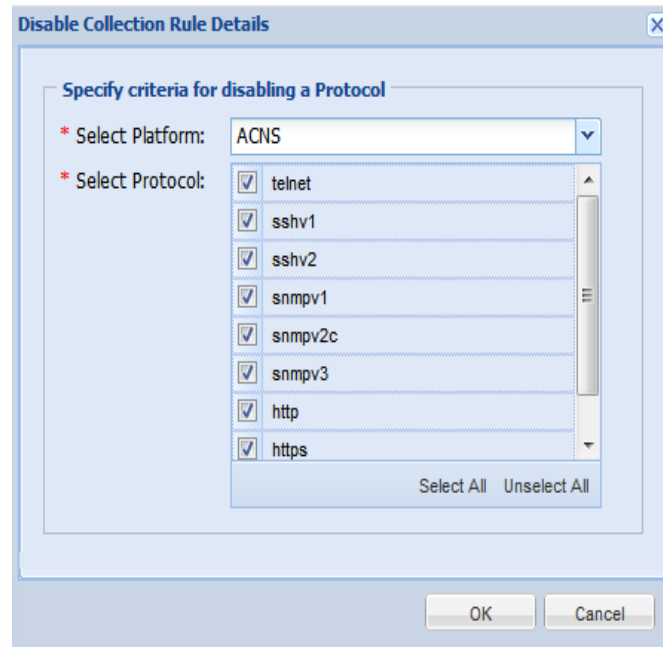 Disable Collection Rule Details
Specify criteria for disabling a Protocol
* Select Platform: ACNS
* Select Protocol:
telnet
sshv1
sshv2
snmpv1
snmpv2c
snmpv3
http
https
Select All Unselect All
OK Cancel